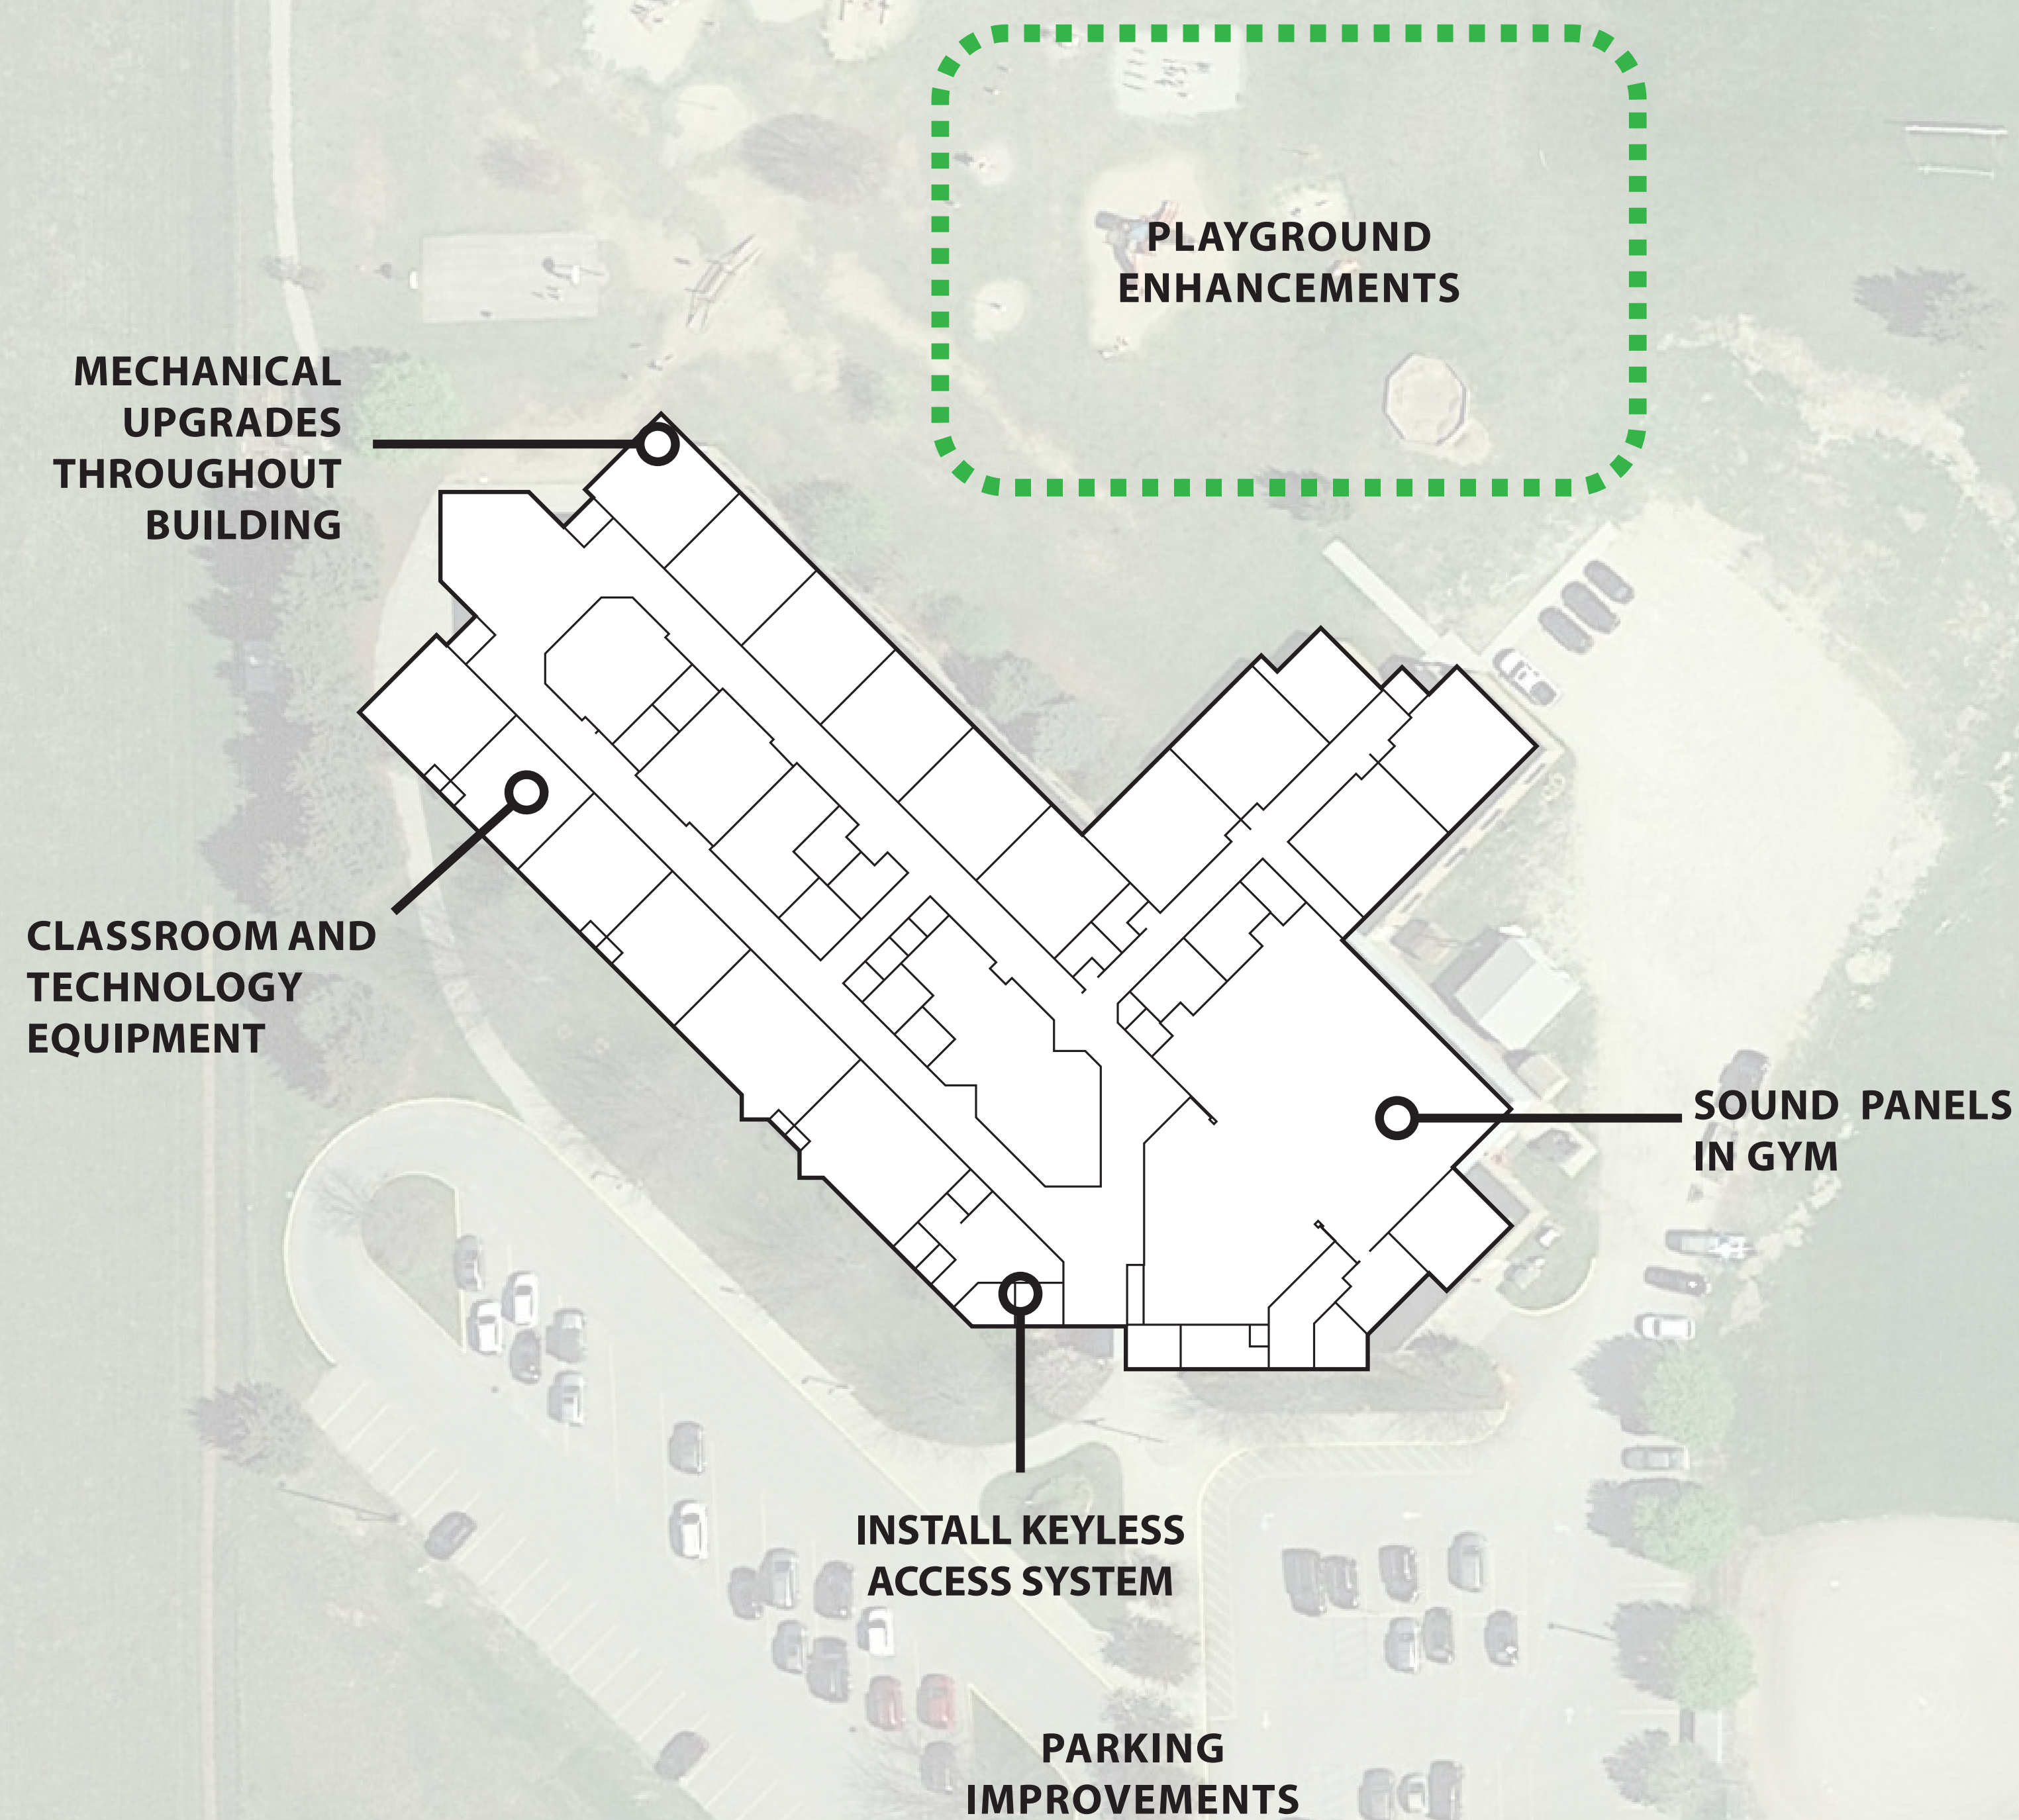 PLAYGROUND
ENHANCEMENTS
MECHANICAL
UPGRADES
THROUGHOUT
BUILDING
CLASSROOM AND
TECHNOLOGY
EQUIPMENT
SOUND PANELS
IN GYM
INSTALL KEYLESS
ACCESS SYSTEM
PARKING
IMPROVEMENTS